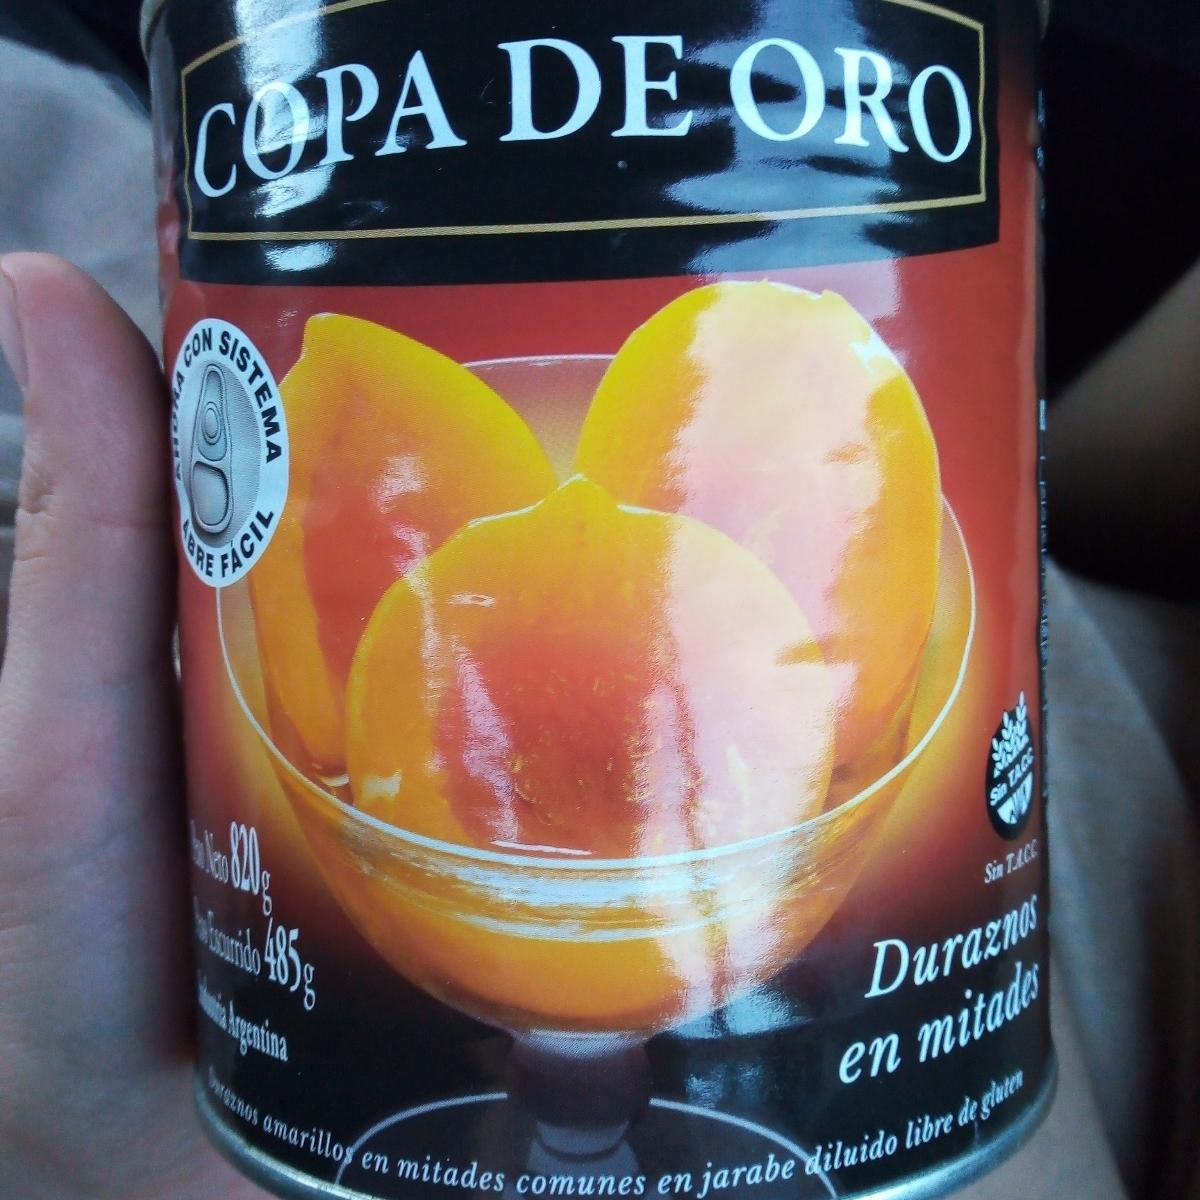 COPA DE ORO
AHORA CON SISTEMA
ABRE FÁCIL
Neto 820g
Escurrido 485g
Argentina
Sin T.A.C.C.
Sin T.A.C.C.
Duraznos
en mitades
Duraznos amarillos en mitades comunes en jarabe diluido libre de gluten